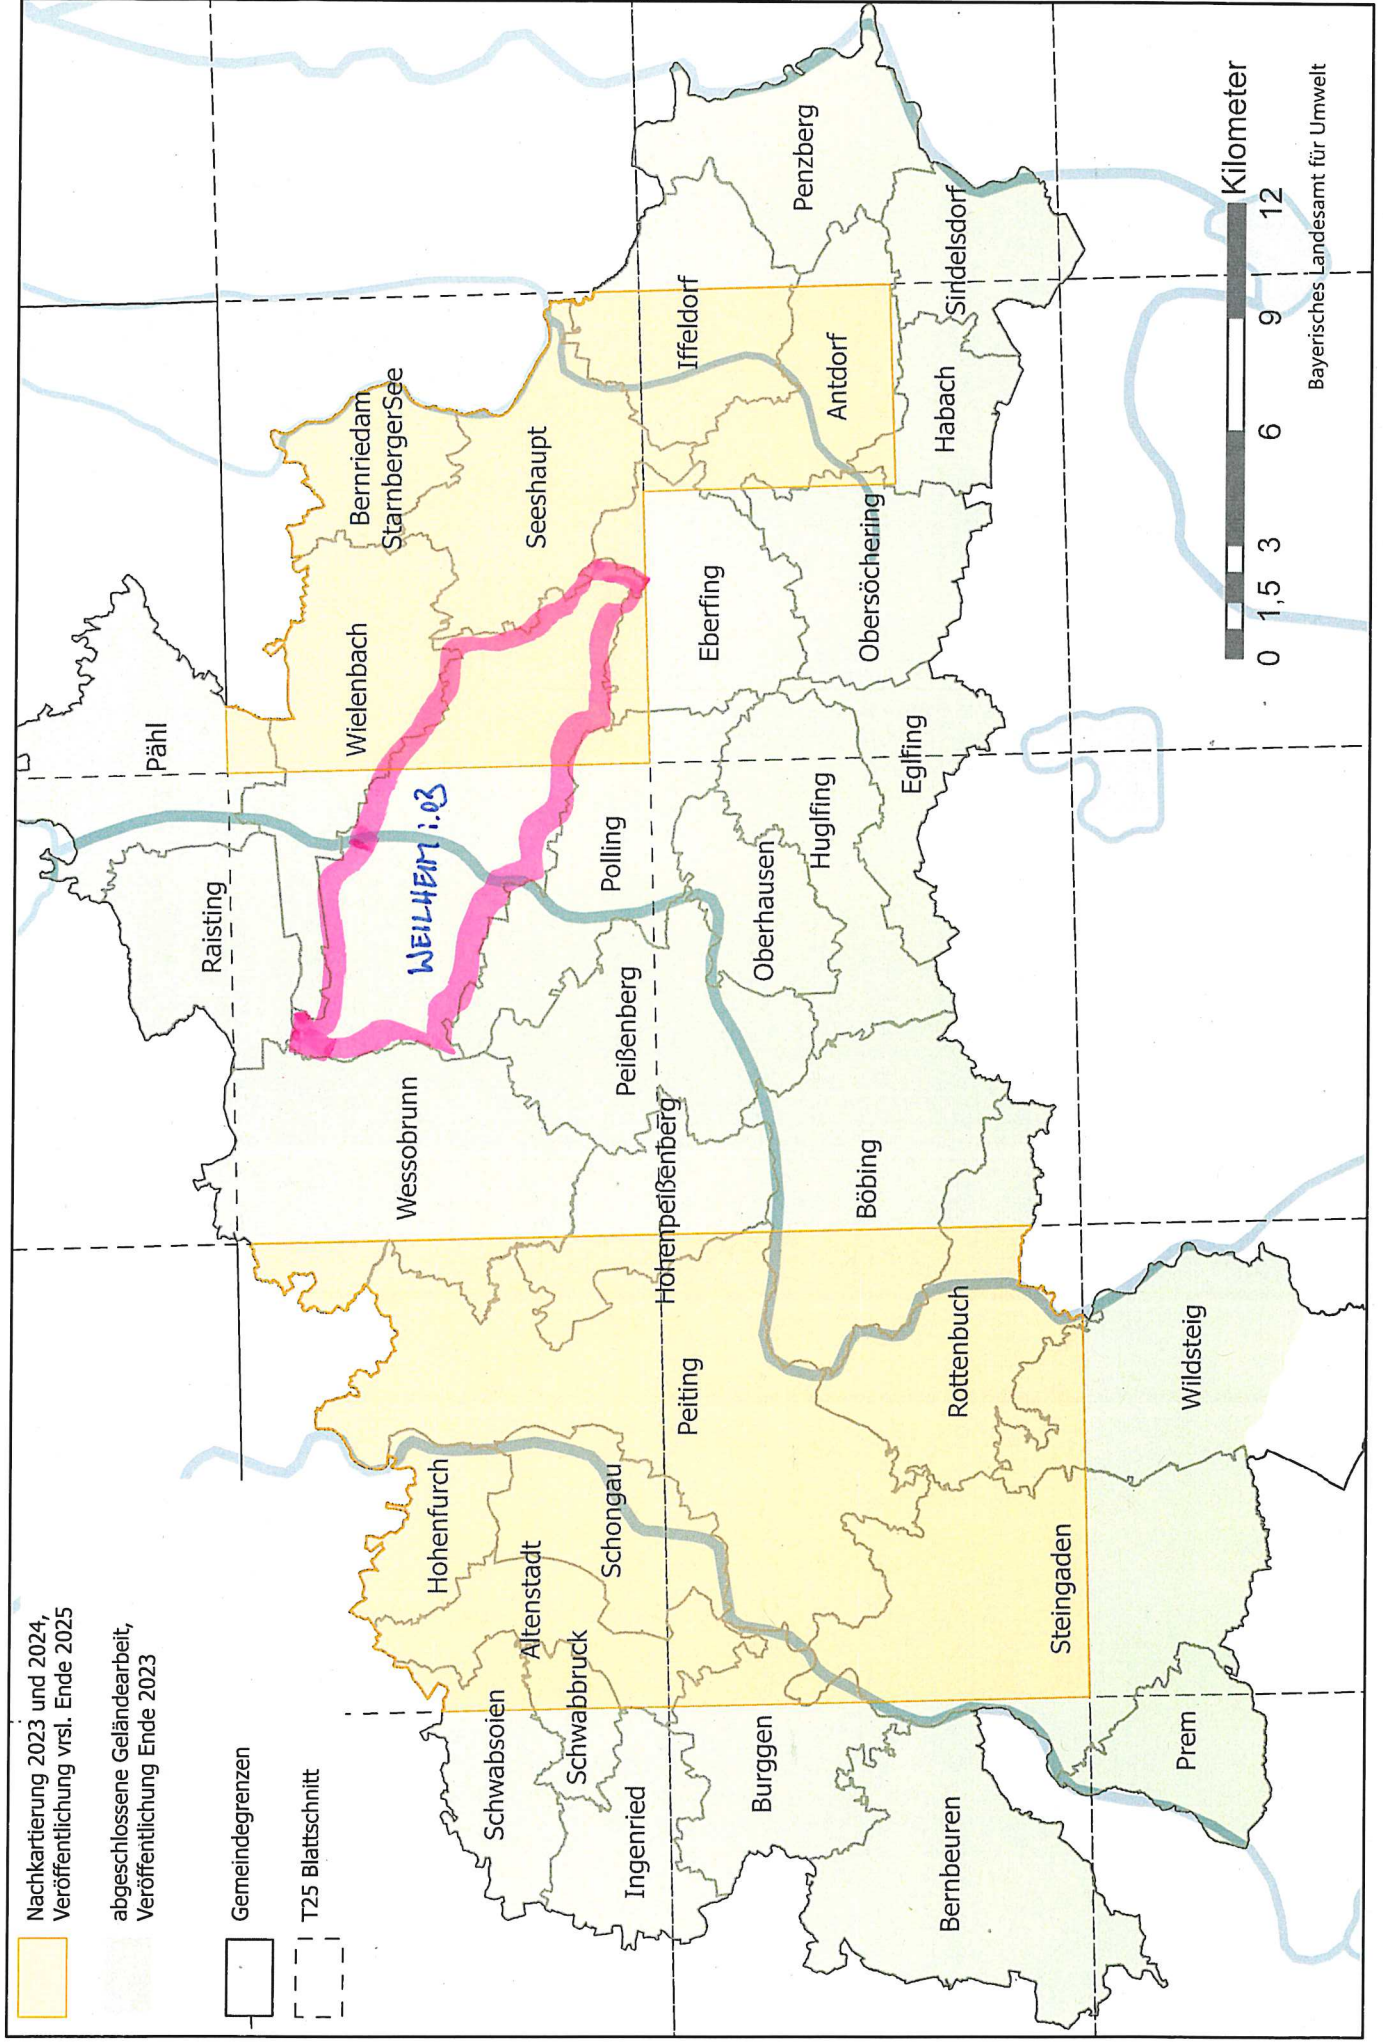 Nachkartierung 2023 und 2024,
Veröffentlichung vrsl. Ende 2025
abgeschlossene Geländearbeit,
Veröffentlichung Ende 2023
Gemeindegrenzen
T25 Blattschnitt
Pähl
Raisting
Wielenbach
Bernriedam
StarnbergerSee
Seeshaupt
WEILHEIM i.OB
Wessobrunn
Polling
Peißenberg
Hohenpeißenberg
Eberfing
Iffeldorf
Penzberg
Antdorf
Sindelsdorf
Habach
Obersöchering
Eglfing
Huglfing
Oberhausen
Böbing
Hohenfurch
Altenstadt
Schongau
Schwabsoien
Schwabbruck
Ingenried
Peiting
Burggen
Bernbeuren
Rottenbuch
Steingaden
Wildsteig
Prem
0 1,5 3 6 9 12
Kilometer
Bayerisches Landesamt für Umwelt